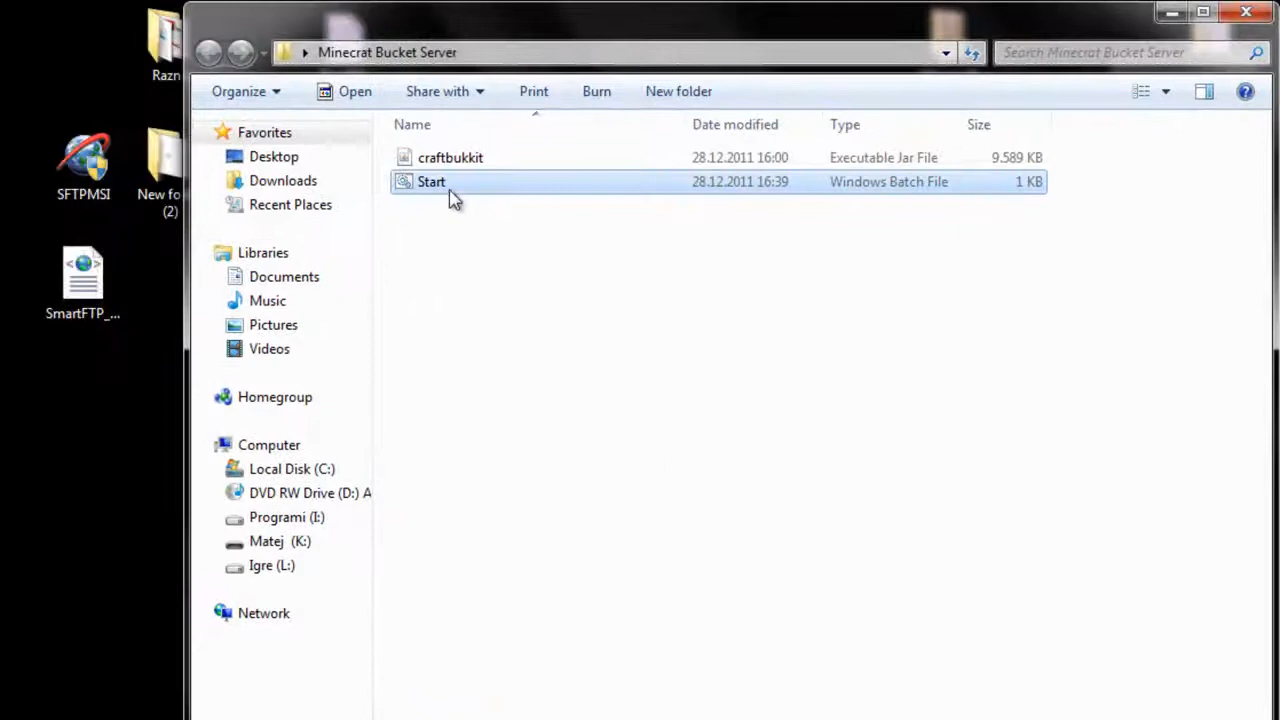 Razn
SFTPMSI
New fo
(2)
SmartFTP_...
Minecrat Bucket Server
Search Minecrat Bucket Server
Organize
Open
Share with
Print
Burn
New folder
Name
Date modified
Type
Size
craftbukkit
28.12.2011 16:00
Executable Jar File
9.589 KB
Start
28.12.2011 16:39
Windows Batch File
1 KB
Favorites
Desktop
Downloads
Recent Places
Libraries
Documents
Music
Pictures
Videos
Homegroup
Computer
Local Disk (C:)
DVD RW Drive (D:) A
Programi (I:)
Matej (K:)
Igre (L:)
Network